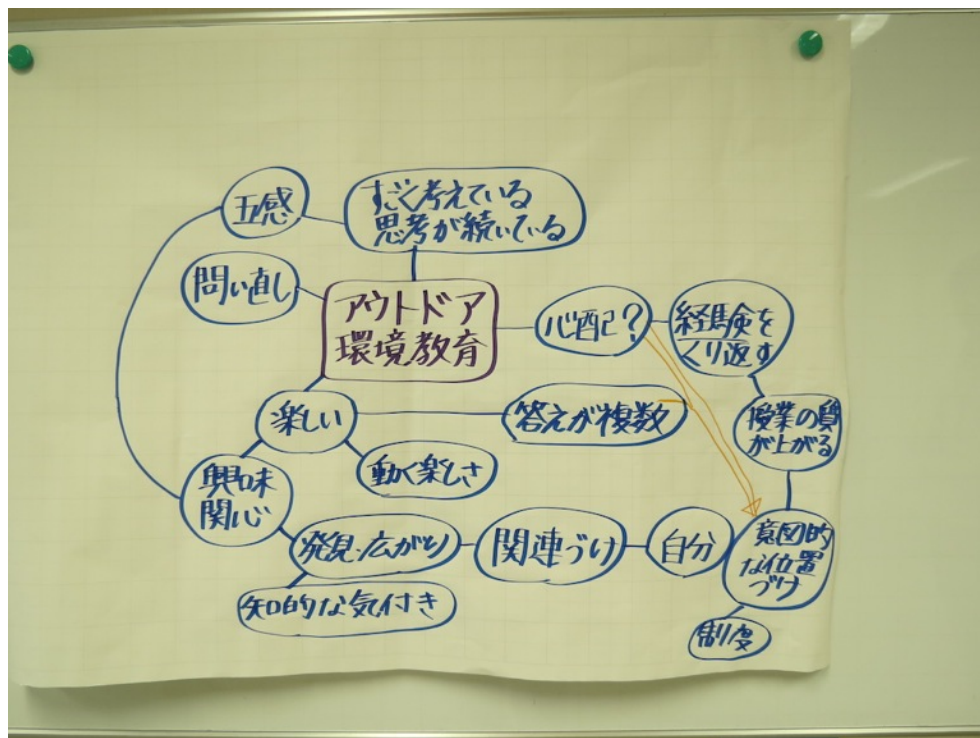 五感
すごく考えている
思考が続いている
問い直し
アウトドア
環境教育
心配?
経験を
くり返す
楽しい
答えが複数
授業の質
が上がる
動く楽しさ
興味
関心
発見・広がり
関連づけ
自分
意図的
な位置
づけ
知的な気付き
制度